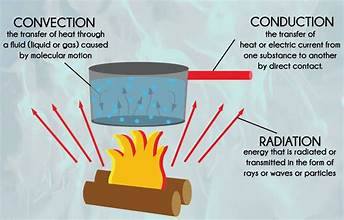 CONVECTION
the transfer of heat through
a fluid (liquid or gas) caused
by molecular motion
CONDUCTION
the transfer of
heat or electric current from
one substance to another
by direct contact.
RADIATION
energy that is radiated or
transmitted in the form of
rays or waves or particles